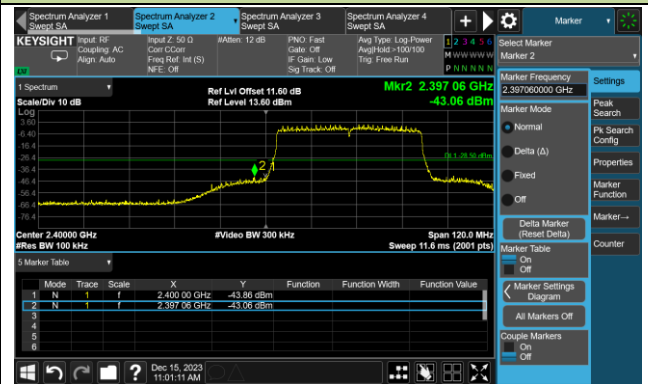 Spectrum Analyzer 1
Swept SA
Spectrum Analyzer 2
Swept SA
Spectrum Analyzer 3
Swept SA
Spectrum Analyzer 4
Swept SA
Marker
KEYSIGHT
Input: RF
Coupling: AC
Align: Auto
Input Z: 50 Ω
Corr CCorr
Freq Ref: Int (S)
NFE: Off
#Atten: 12 dB
PNO: Fast
Gate: Off
IF Gain: Low
Sig Track: Off
Avg Type: Log-Power
Avg|Hold:>100/100
Trig: Free Run
1 2 3 4 5 6
M W W W W W
P N N N N N
Select Marker
Marker 2
1 Spectrum
Scale/Div 10 dB
Log
Ref Lvl Offset 11.60 dB
Ref Level 13.60 dBm
Mkr2 2.397 06 GHz
-43.06 dBm
3.60
-6.40
-16.4
-26.4
-36.4
-46.4
-56.4
-66.4
-76.4
DL1 -28.50 dBm
2
Center 2.40000 GHz
#Res BW 100 kHz
#Video BW 300 kHz
Span 120.0 MHz
Sweep 11.6 ms (2001 pts)
5 Marker Table
Mode Trace Scale X Y Function Function Width Function Value
1 N 1 f 2.400 00 GHz -43.86 dBm
2 N 1 f 2.397 06 GHz -43.06 dBm
3
4
5
6
Marker Frequency
2.397060000 GHz
Marker Mode
Normal
Delta (Δ)
Fixed
Off
Delta Marker
(Reset Delta)
Marker Table
On
Off
Marker Settings
Diagram
All Markers Off
Couple Markers
On
Off
Settings
Peak
Search
Pk Search
Config
Properties
Marker
Function
Marker→
Counter
Dec 15, 2023
11:01:11 AM